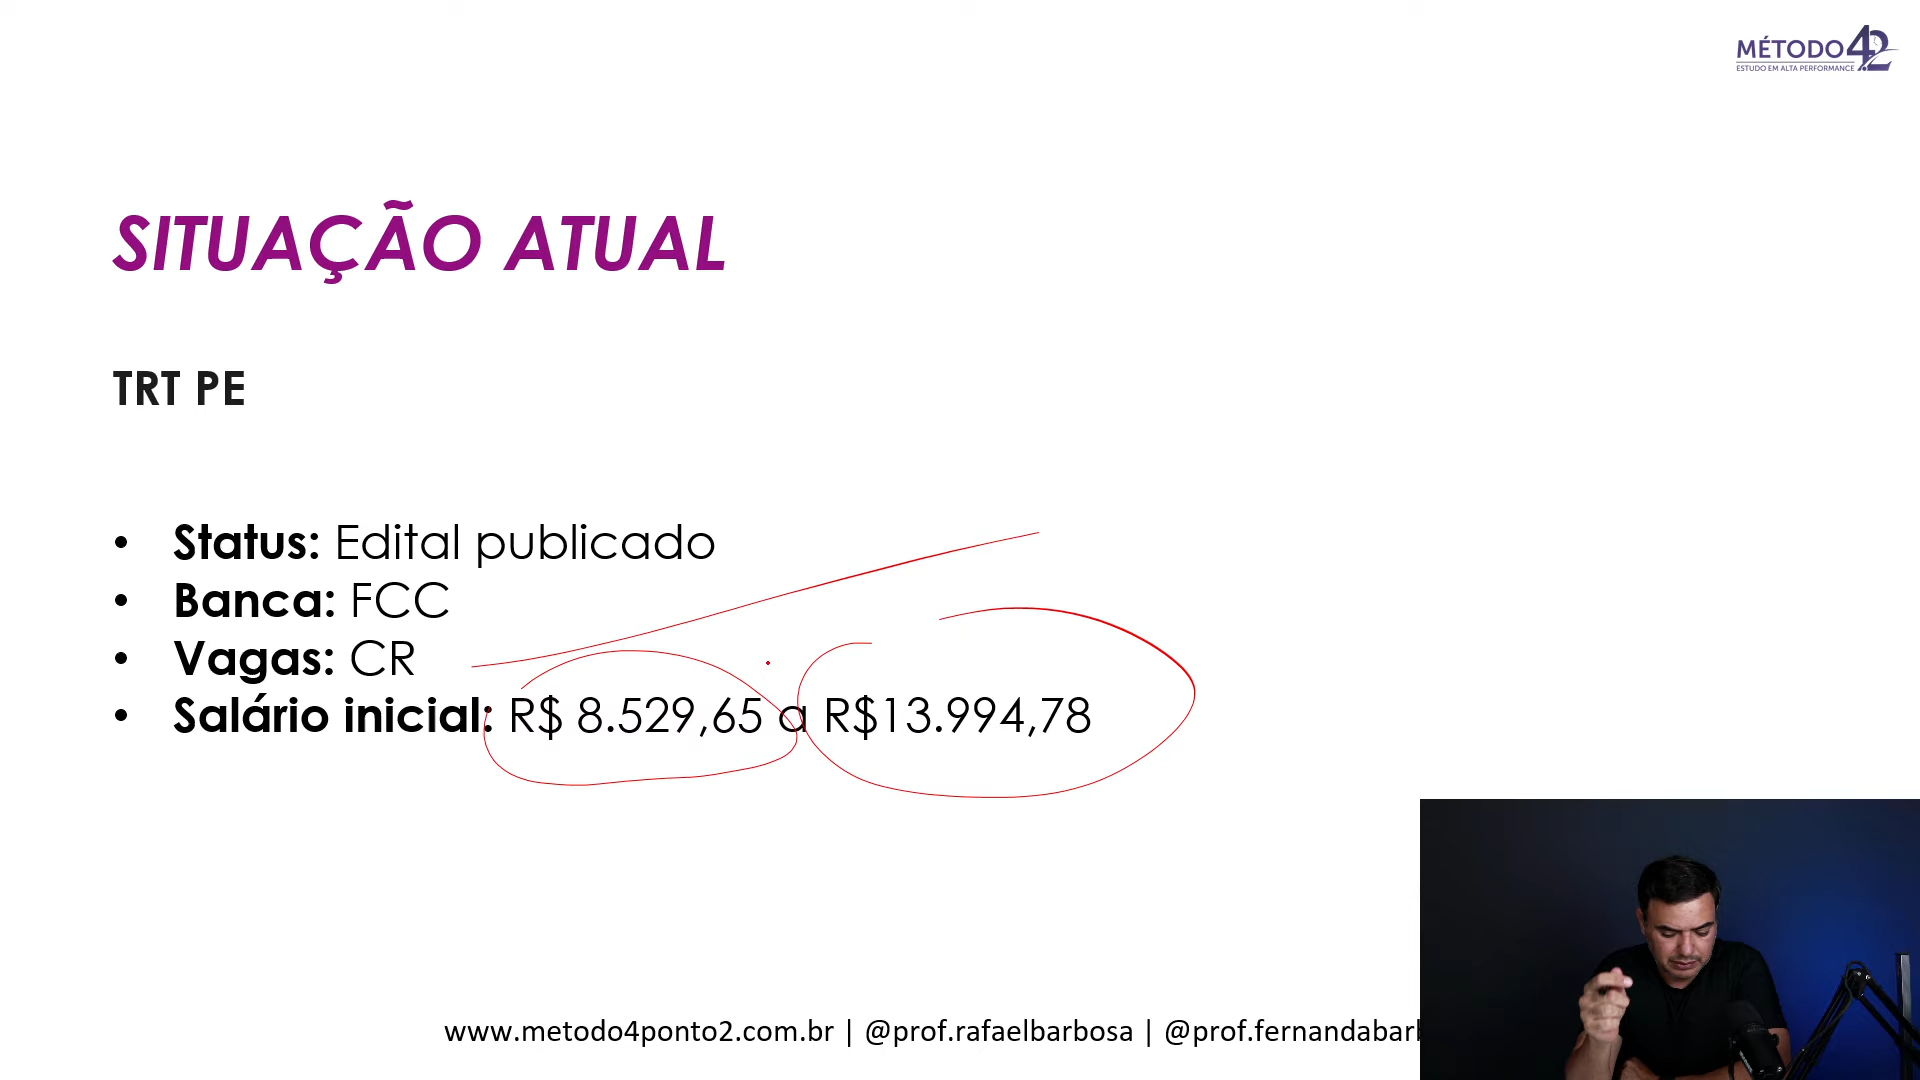 MÉTODO 4.2
ESTUDO EM ALTA PERFORMANCE
SITUAÇÃO ATUAL
TRT PE
• Status: Edital publicado
• Banca: FCC
• Vagas: CR
• Salário inicial: R$ 8.529,65 a R$13.994,78
www.metodo4ponto2.com.br | @prof.rafaelbarbosa | @prof.fernandabarb